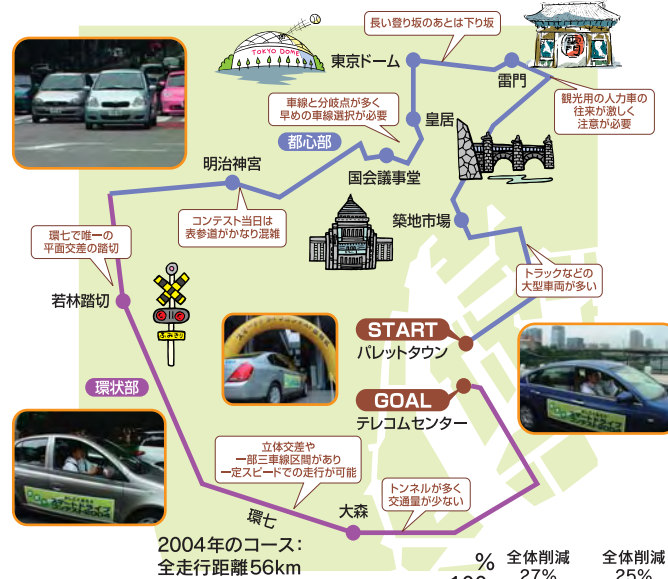 長い登り坂のあとは下り坂
TOKYO DOME
東京ドーム
雷門
車線と分岐点が多く
早めの車線選択が必要
観光用の人力車の
往来が激しく
注意が必要
皇居
都心部
国会議事堂
明治神宮
コンテスト当日は
表参道がかなり混雑
築地市場
環七で唯一の
平面交差の踏切
トラックなどの
大型車両が多い
若林踏切
ふみきり
START
パレットタウン
環状部
GOAL
テレコムセンター
立体交差や
一部三車線区間があり
一定スピードでの走行が可能
トンネルが多く
交通量が少ない
大森
環七
2004年のコース:
全走行距離56km
%
全体削減
27%
全体削減
25%